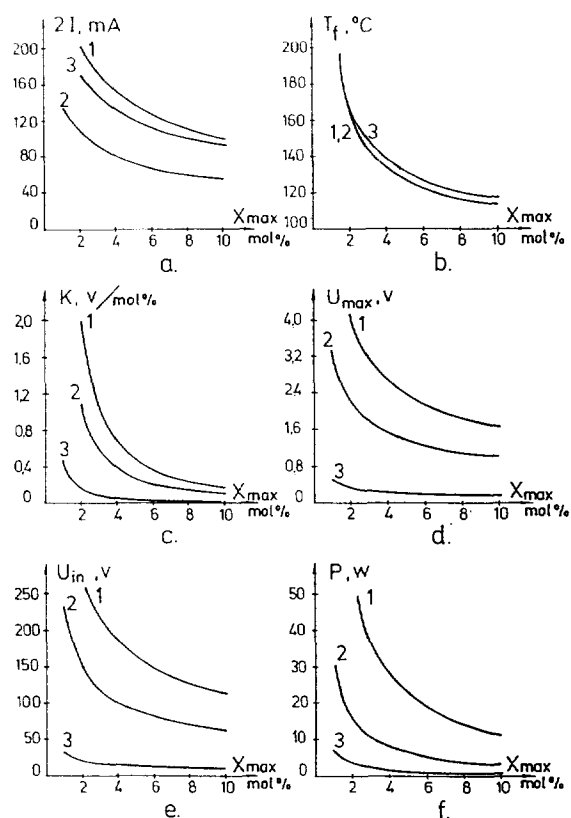 2I, mA
200
160
120
80
40
0
1
3
2
2 4 6 8 10
Xmax
mol%
a.
Tf, °C
200
180
160
140
120
100
1,2
3
2 4 6 8 10
Xmax
mol%
b.
K, v/mol%
2,0
1,6
1,2
0,8
0,4
0
1
2
3
2 4 6 8 10
Xmax
mol%
c.
Umax, v
4,0
3,2
2,4
1,6
0,8
0
1
2
3
2 4 6 8 10
Xmax
mol%
d.
Uin, v
250
200
150
100
50
0
1
2
3
2 4 6 8 10
Xmax
mol%
e.
P, w
50
40
30
20
10
0
1
2
3
2 4 6 8 10
Xmax
mol%
f.